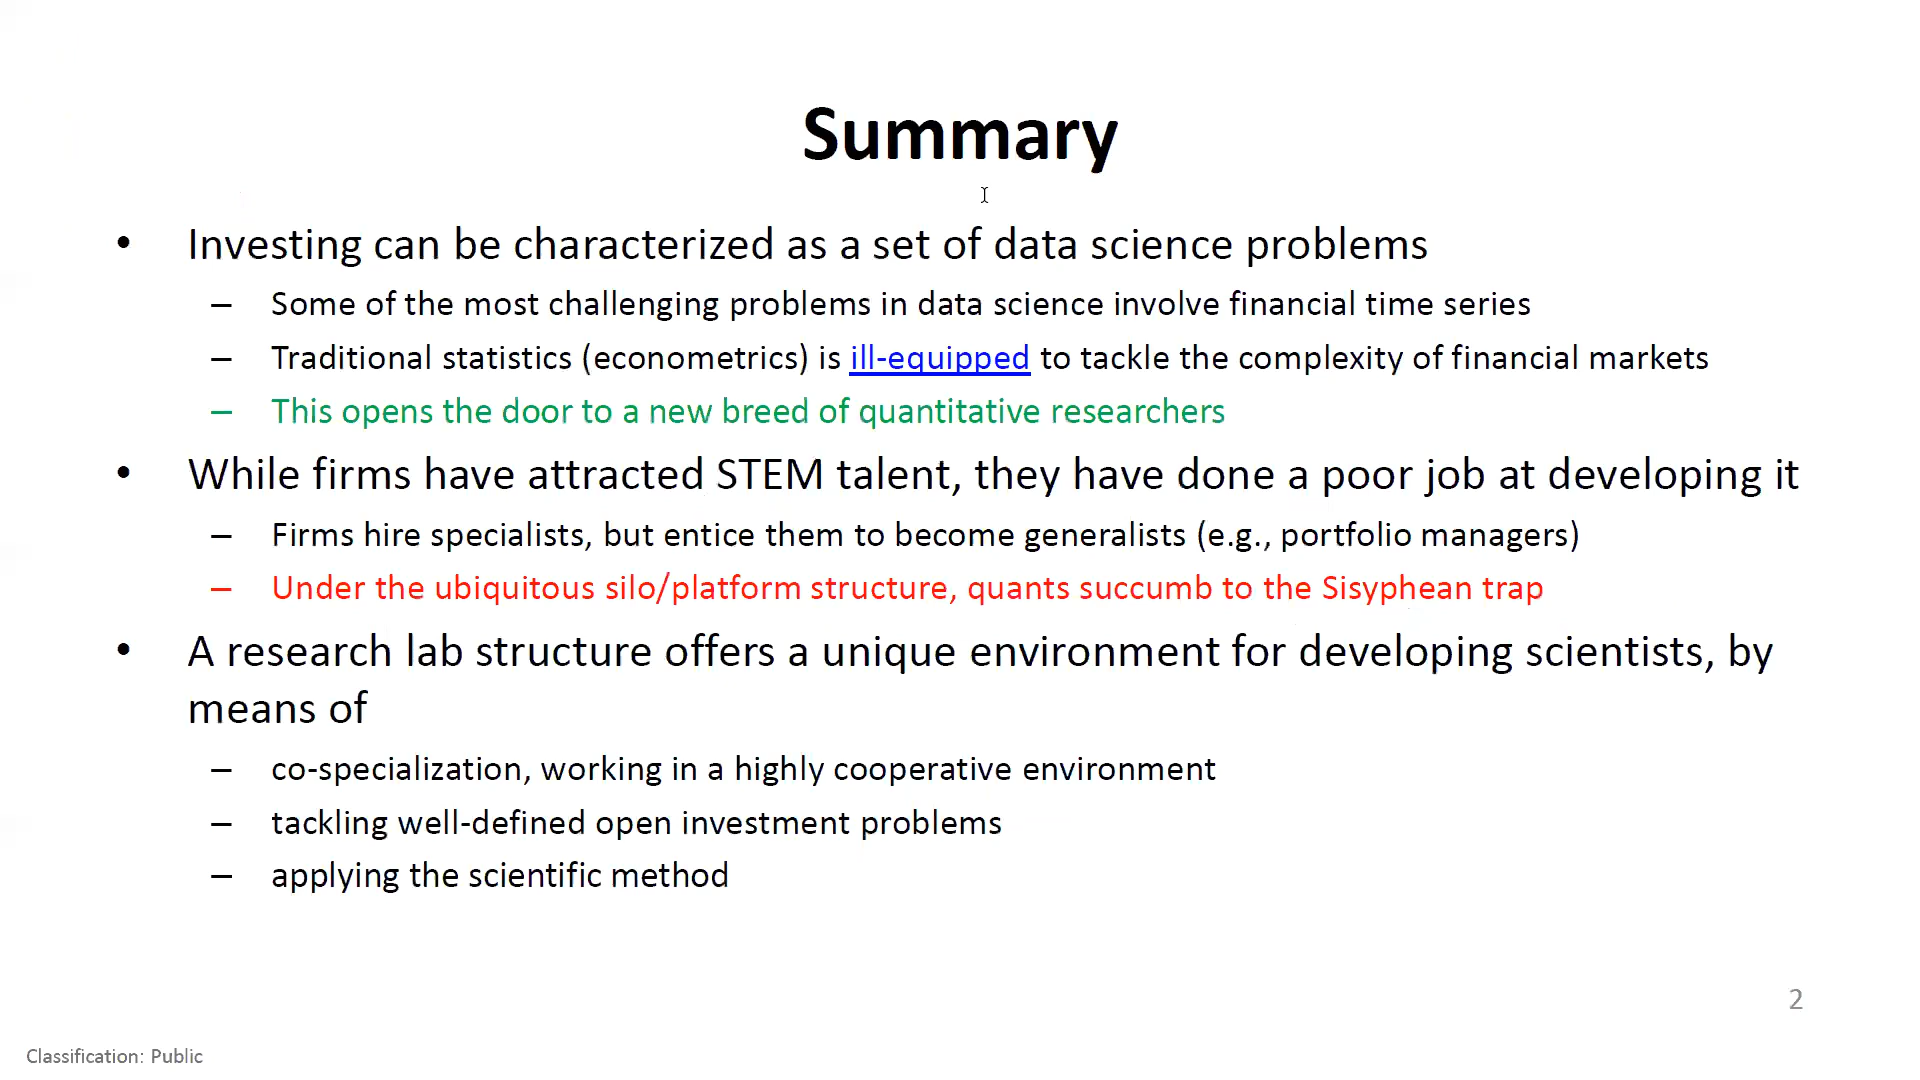 Summary
• Investing can be characterized as a set of data science problems
– Some of the most challenging problems in data science involve financial time series
– Traditional statistics (econometrics) is ill-equipped to tackle the complexity of financial markets
– This opens the door to a new breed of quantitative researchers
• While firms have attracted STEM talent, they have done a poor job at developing it
– Firms hire specialists, but entice them to become generalists (e.g., portfolio managers)
– Under the ubiquitous silo/platform structure, quants succumb to the Sisyphean trap
• A research lab structure offers a unique environment for developing scientists, by
means of
– co-specialization, working in a highly cooperative environment
– tackling well-defined open investment problems
– applying the scientific method
2
Classification: Public